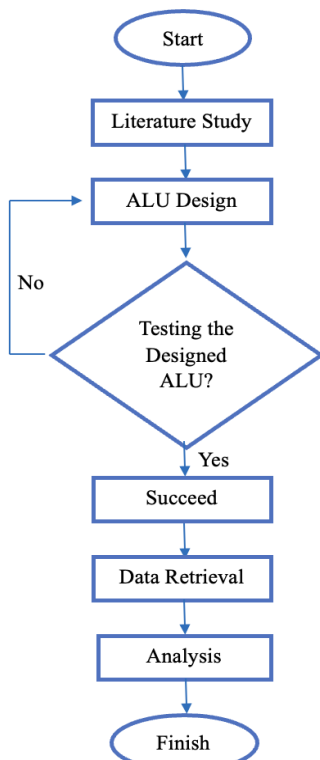 Start
Literature Study
ALU Design
No
Testing the
Designed
ALU?
Yes
Succeed
Data Retrieval
Analysis
Finish